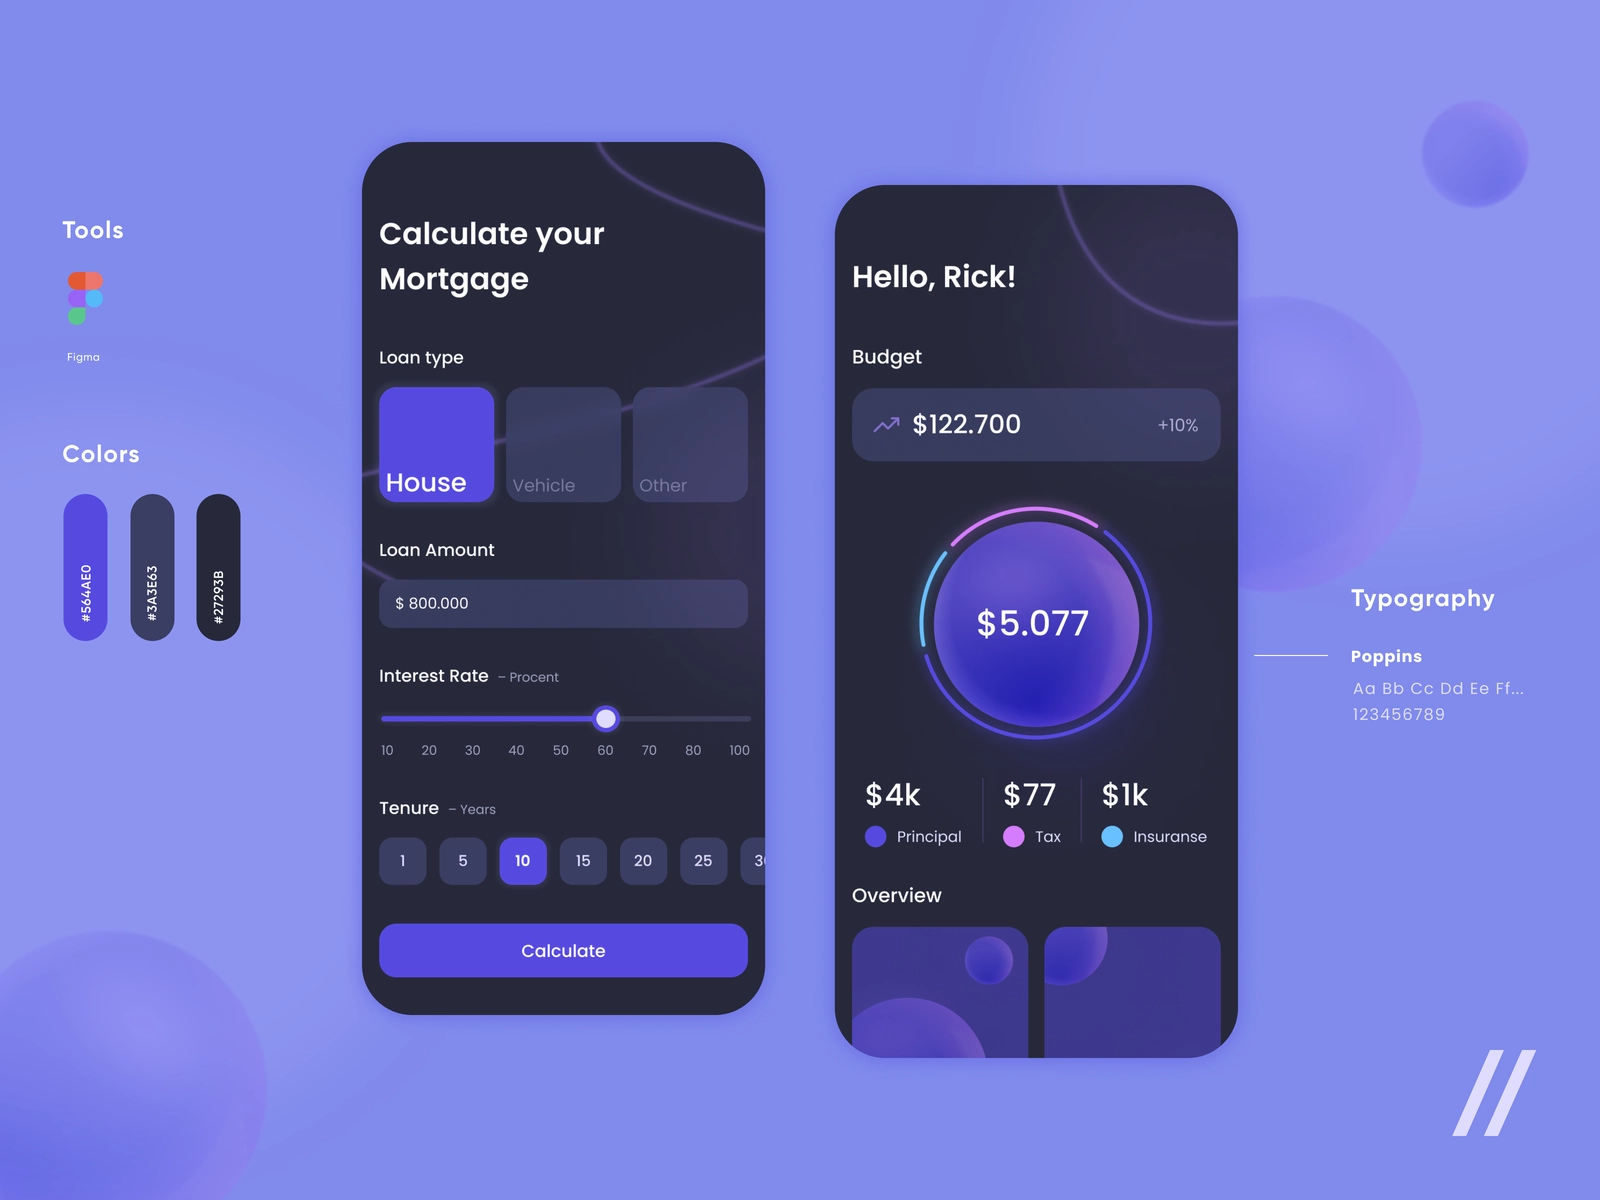 Tools
Figma
Colors
#564AE0
#3A3E63
#27293B
Calculate your
Mortgage
Loan type
House
Vehicle
Other
Loan Amount
$ 800.000
Interest Rate – Procent
10 20 30 40 50 60 70 80 100
Tenure – Years
1 5 10 15 20 25
Calculate
Hello, Rick!
Budget
$122.700 +10%
$5.077
$4k $77 $1k
Principal Tax Insuranse
Overview
Typography
Poppins
Aa Bb Cc Dd Ee Ff...
123456789